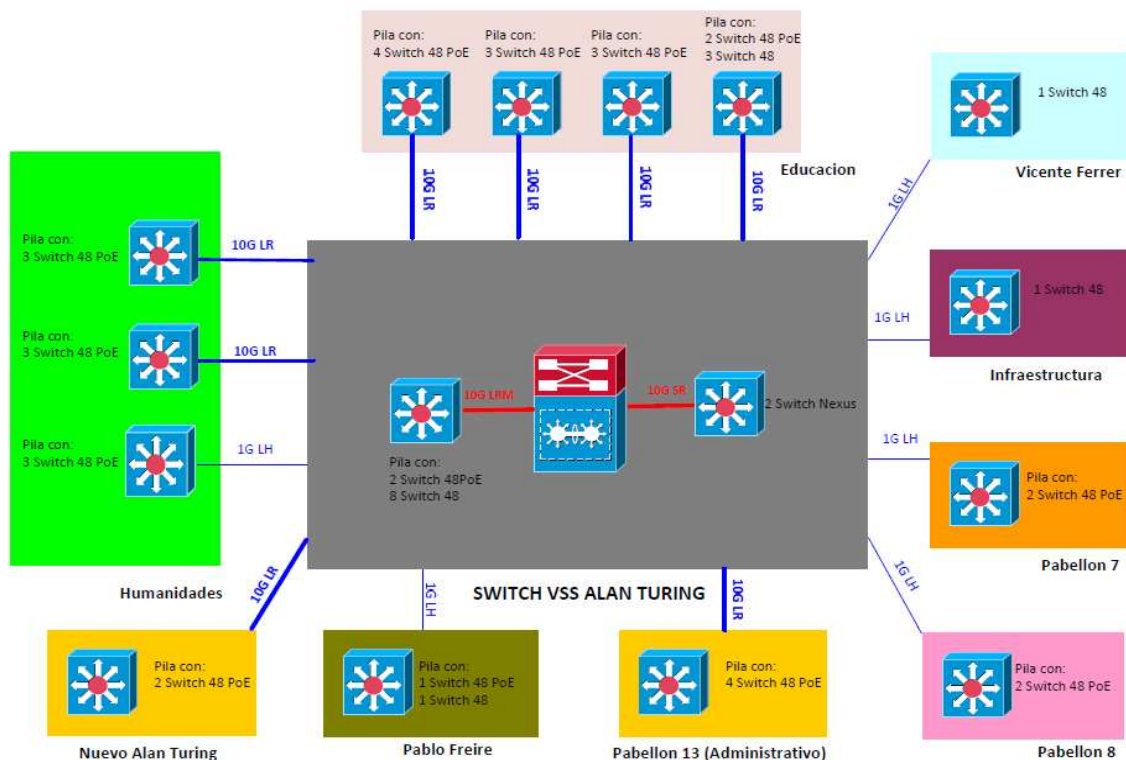 Pila con:
4 Switch 48 PoE
Pila con:
3 Switch 48 PoE
Pila con:
3 Switch 48 PoE
Pila con:
2 Switch 48 PoE
3 Switch 48
Educacion
10G LR
10G LR
10G LR
10G LR
1 Switch 48
Vicente Ferrer
1G LH
Pila con:
3 Switch 48 PoE
10G LR
Pila con:
3 Switch 48 PoE
10G LR
Pila con:
3 Switch 48 PoE
1G LH
Humanidades
1 Switch 48
1G LH
Infraestructura
10G LRM
10G SR
2 Switch Nexus
Pila con:
2 Switch 48PoE
8 Switch 48
SWITCH VSS ALAN TURING
1G LH
Pila con:
2 Switch 48 PoE
Pabellon 7
10G LR
1G LH
10G LR
1G LH
Pila con:
2 Switch 48 PoE
Nuevo Alan Turing
Pila con:
1 Switch 48 PoE
1 Switch 48
Pablo Freire
Pila con:
4 Switch 48 PoE
Pabellon 13 (Administrativo)
Pila con:
2 Switch 48 PoE
Pabellon 8